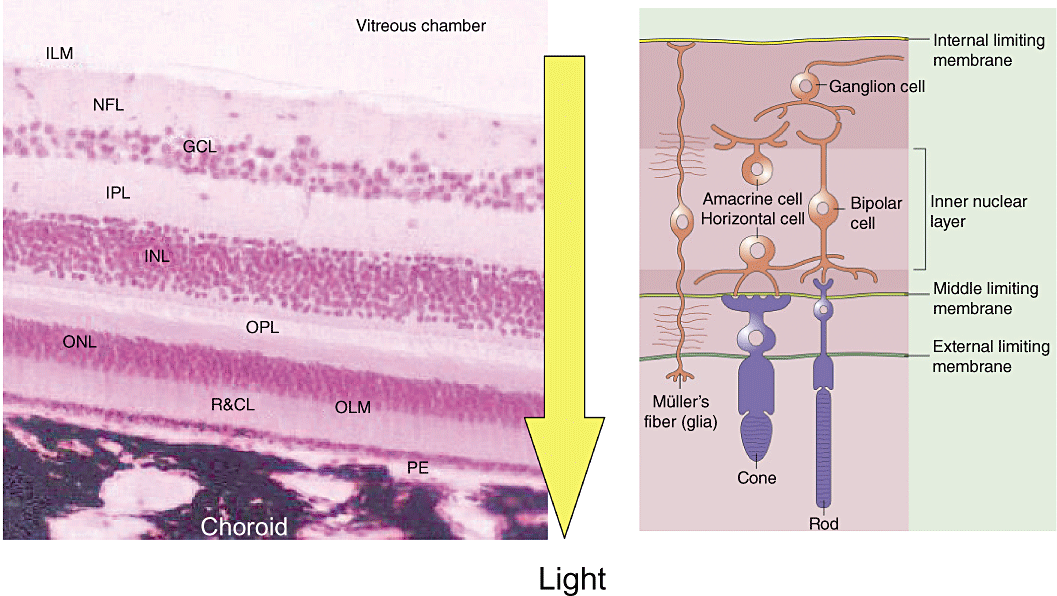 Vitreous chamber
ILM
NFL
GCL
IPL
INL
OPL
ONL
R&CL
OLM
PE
Choroid
Light
Internal limiting
membrane
Ganglion cell
Amacrine cell
Horizontal cell
Bipolar
cell
Inner nuclear
layer
Middle limiting
membrane
External limiting
membrane
Müller's
fiber (glia)
Cone
Rod